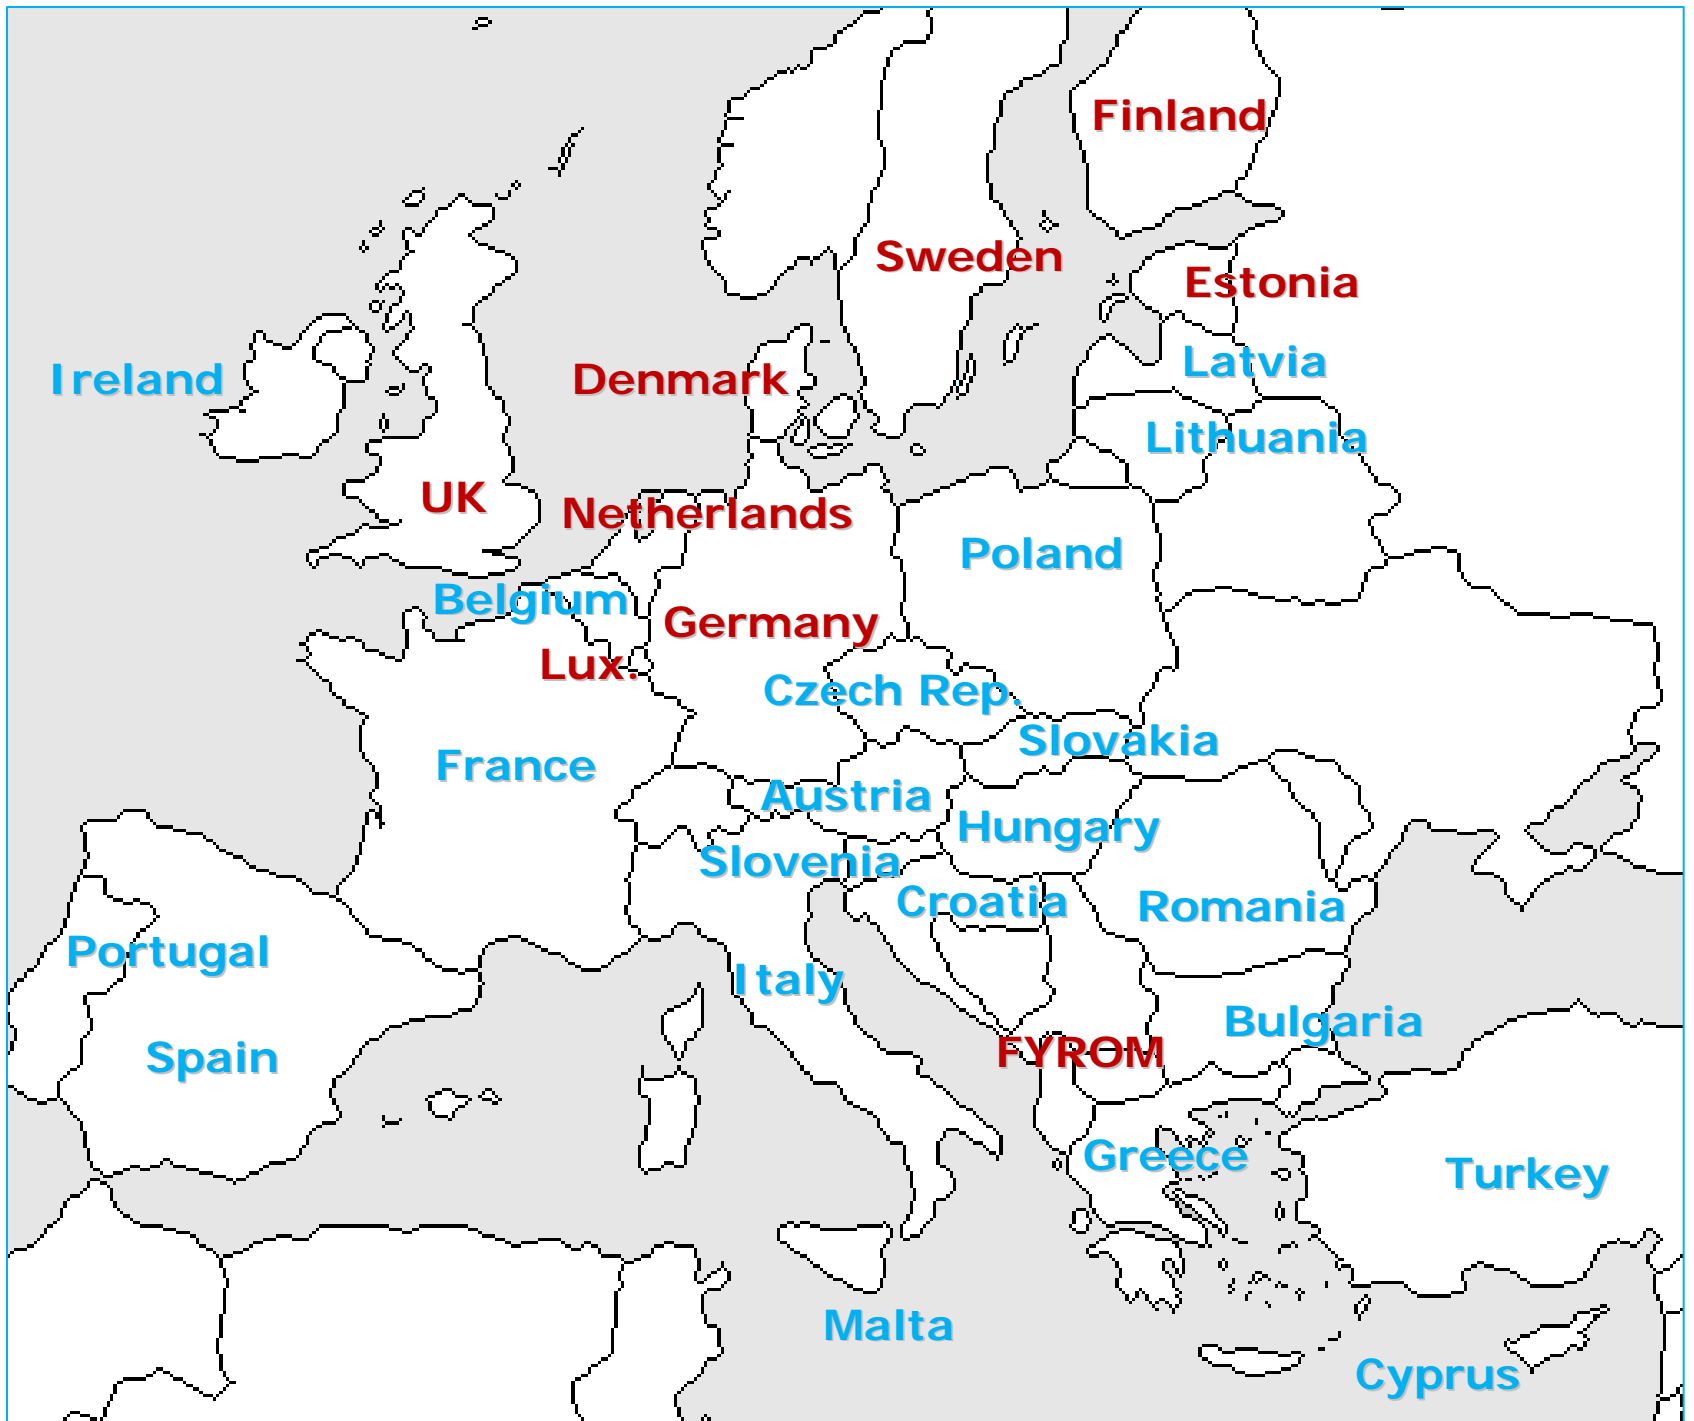 Finland
Sweden
Estonia
Latvia
Ireland
Denmark
Lithuania
UK
Netherlands
Poland
Belgium
Germany
Lux.
Czech Rep.
Slovakia
France
Austria
Hungary
Slovenia
Croatia
Romania
Portugal
Italy
Bulgaria
Spain
FYROM
Greece
Turkey
Malta
Cyprus